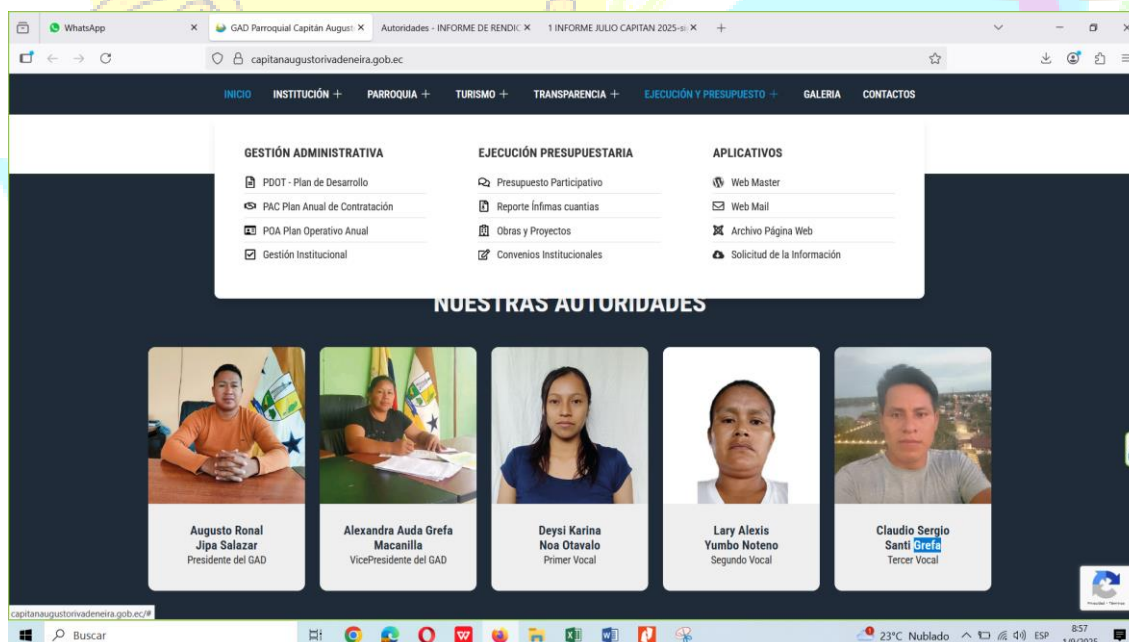 WhatsApp
GAD Parroquial Capitán August
Autoridades - INFORME DE RENDIC
1 INFORME JULIO CAPITAN 2025-si
capitanaugustorivadeneira.gob.ec
INICIO INSTITUCIÓN + PARROQUIA + TURISMO + TRANSPARENCIA + EJECUCIÓN Y PRESUPUESTO + GALERIA CONTACTOS
GESTIÓN ADMINISTRATIVA
PDOT - Plan de Desarrollo
PAC Plan Anual de Contratación
POA Plan Operativo Anual
Gestión Institucional
EJECUCIÓN PRESUPUESTARIA
Presupuesto Participativo
Reporte Ínfimas cuantias
Obras y Proyectos
Convenios Institucionales
APLICATIVOS
Web Master
Web Mail
Archivo Página Web
Solicitud de la Información
NUESTRAS AUTORIDADES
Augusto Ronal
Jipa Salazar
Presidente del GAD
Alexandra Auda Grefa
Macanilla
VicePresidente del GAD
Deysi Karina
Noa Otavalo
Primer Vocal
Lary Alexis
Yumbo Noteno
Segundo Vocal
Claudio Sergio
Santi Grefa
Tercer Vocal
capitanaugustorivadeneira.gob.ec/#
Buscar
23°C Nublado
ESP
8:57
1/9/2025